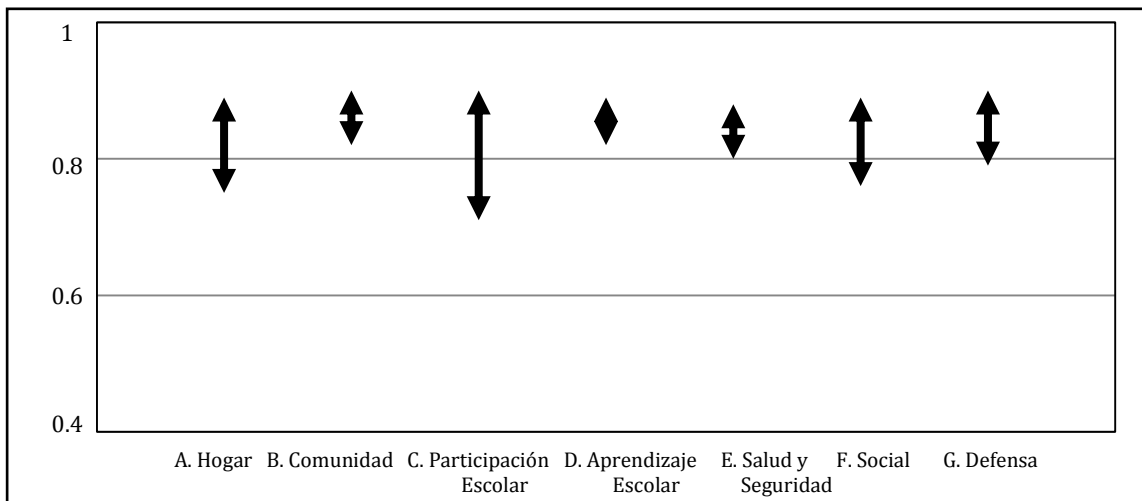 1
0.8
0.6
0.4
A. Hogar B. Comunidad C. Participación D. Aprendizaje E. Salud y F. Social G. Defensa
Escolar Escolar Seguridad